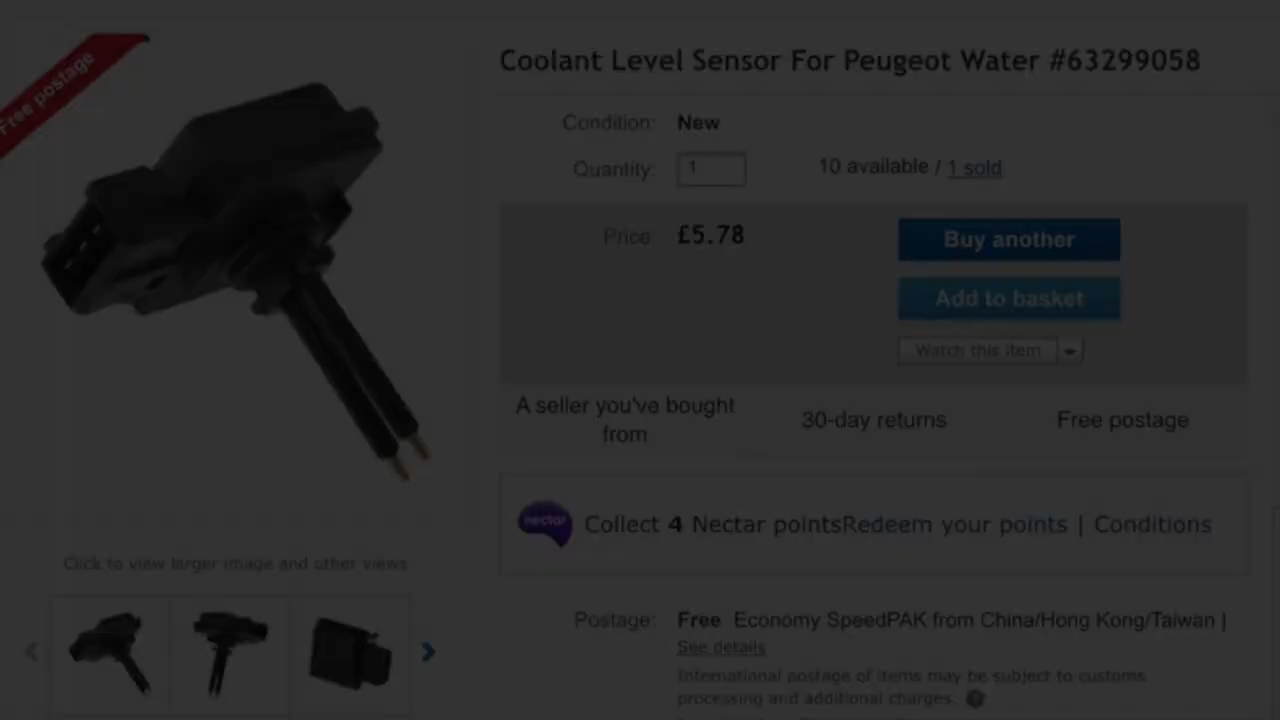 Free postage
Coolant Level Sensor For Peugeot Water #63299058
Condition: New
Quantity: 1 10 available / 1 sold
Price: £5.78
Buy another
Add to basket
Watch this item
A seller you've bought
from
30-day returns
Free postage
nectar
Collect 4 Nectar pointsRedeem your points | Conditions
Click to view larger image and other views
Postage: Free Economy SpeedPAK from China/Hong Kong/Taiwan |
See details
International postage of items may be subject to customs
processing and additional charges.